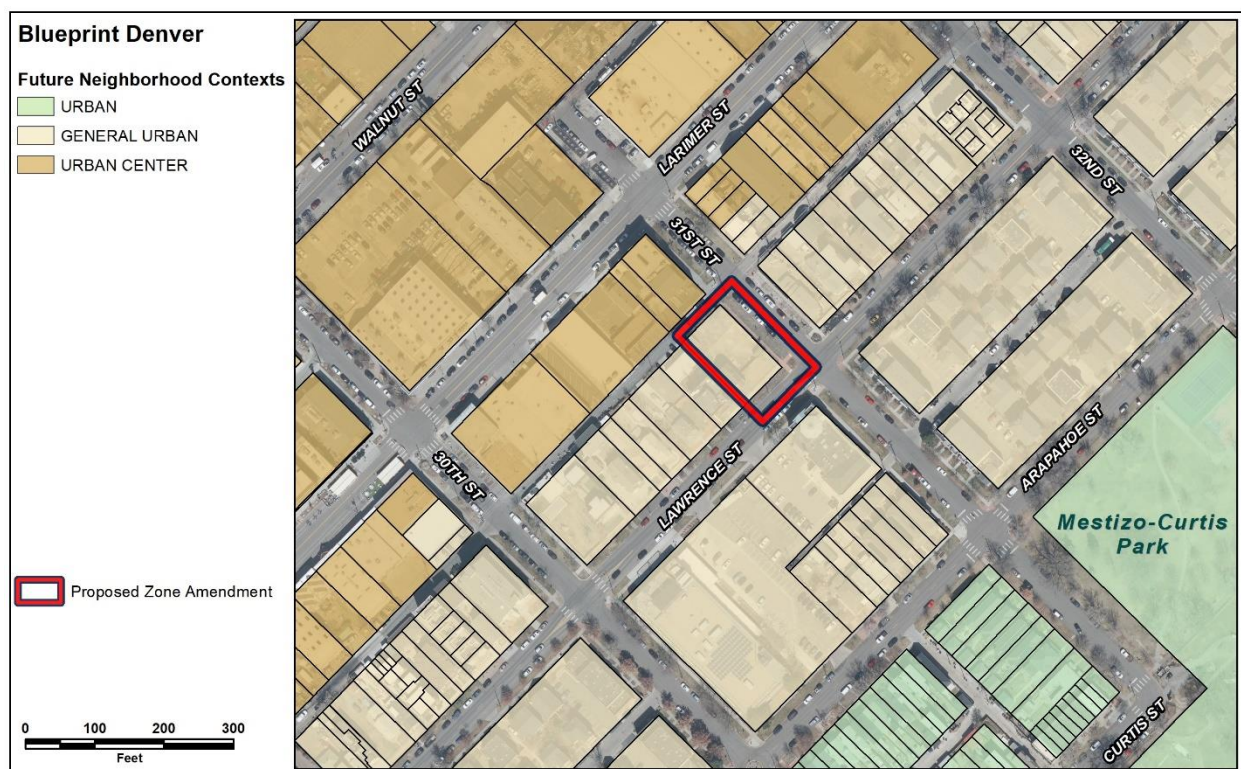 Blueprint Denver
Future Neighborhood Contexts
URBAN
GENERAL URBAN
URBAN CENTER
Proposed Zone Amendment
0 100 200 300
Feet
WALNUT ST
LARIMER ST
31ST ST
32ND ST
30TH ST
LAWRENCE ST
ARAPAHOE ST
Mestizo-Curtis
Park
CURTIS ST